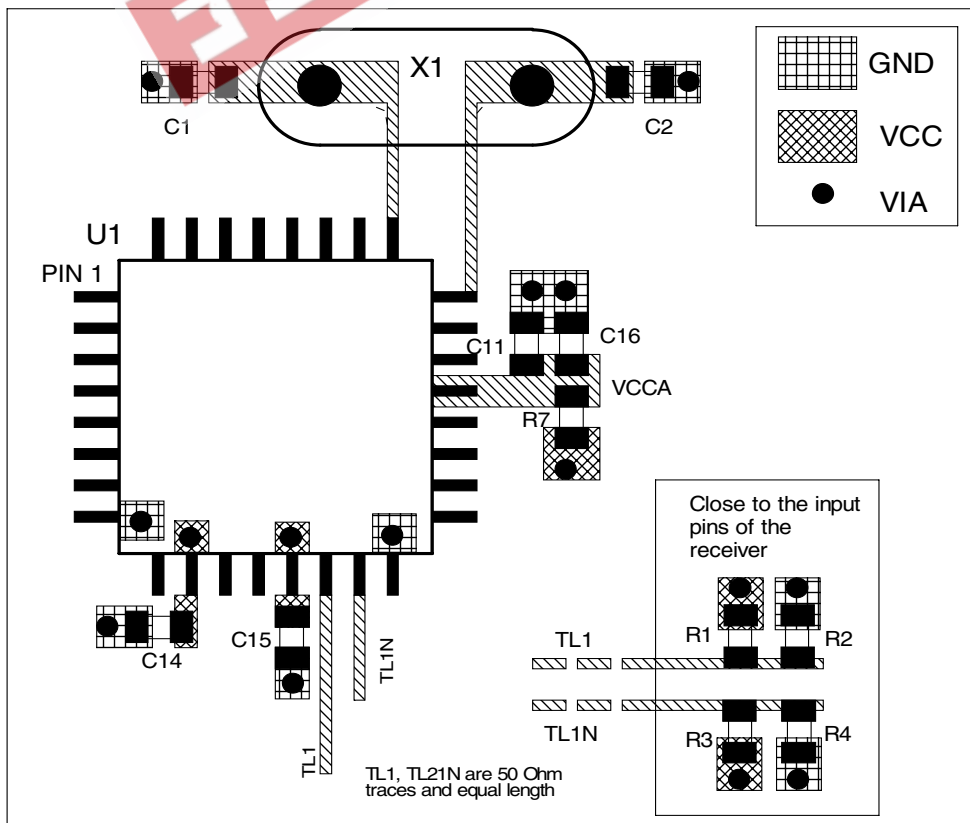 X1
GND
VCC
VIA
C1
C2
U1
PIN 1
C11
C16
VCCA
R7
Close to the input
pins of the
receiver
R1
R2
TL1
TL1N
R3
R4
C14
C15
TL1
TL1N
TL1, TL21N are 50 Ohm
traces and equal length